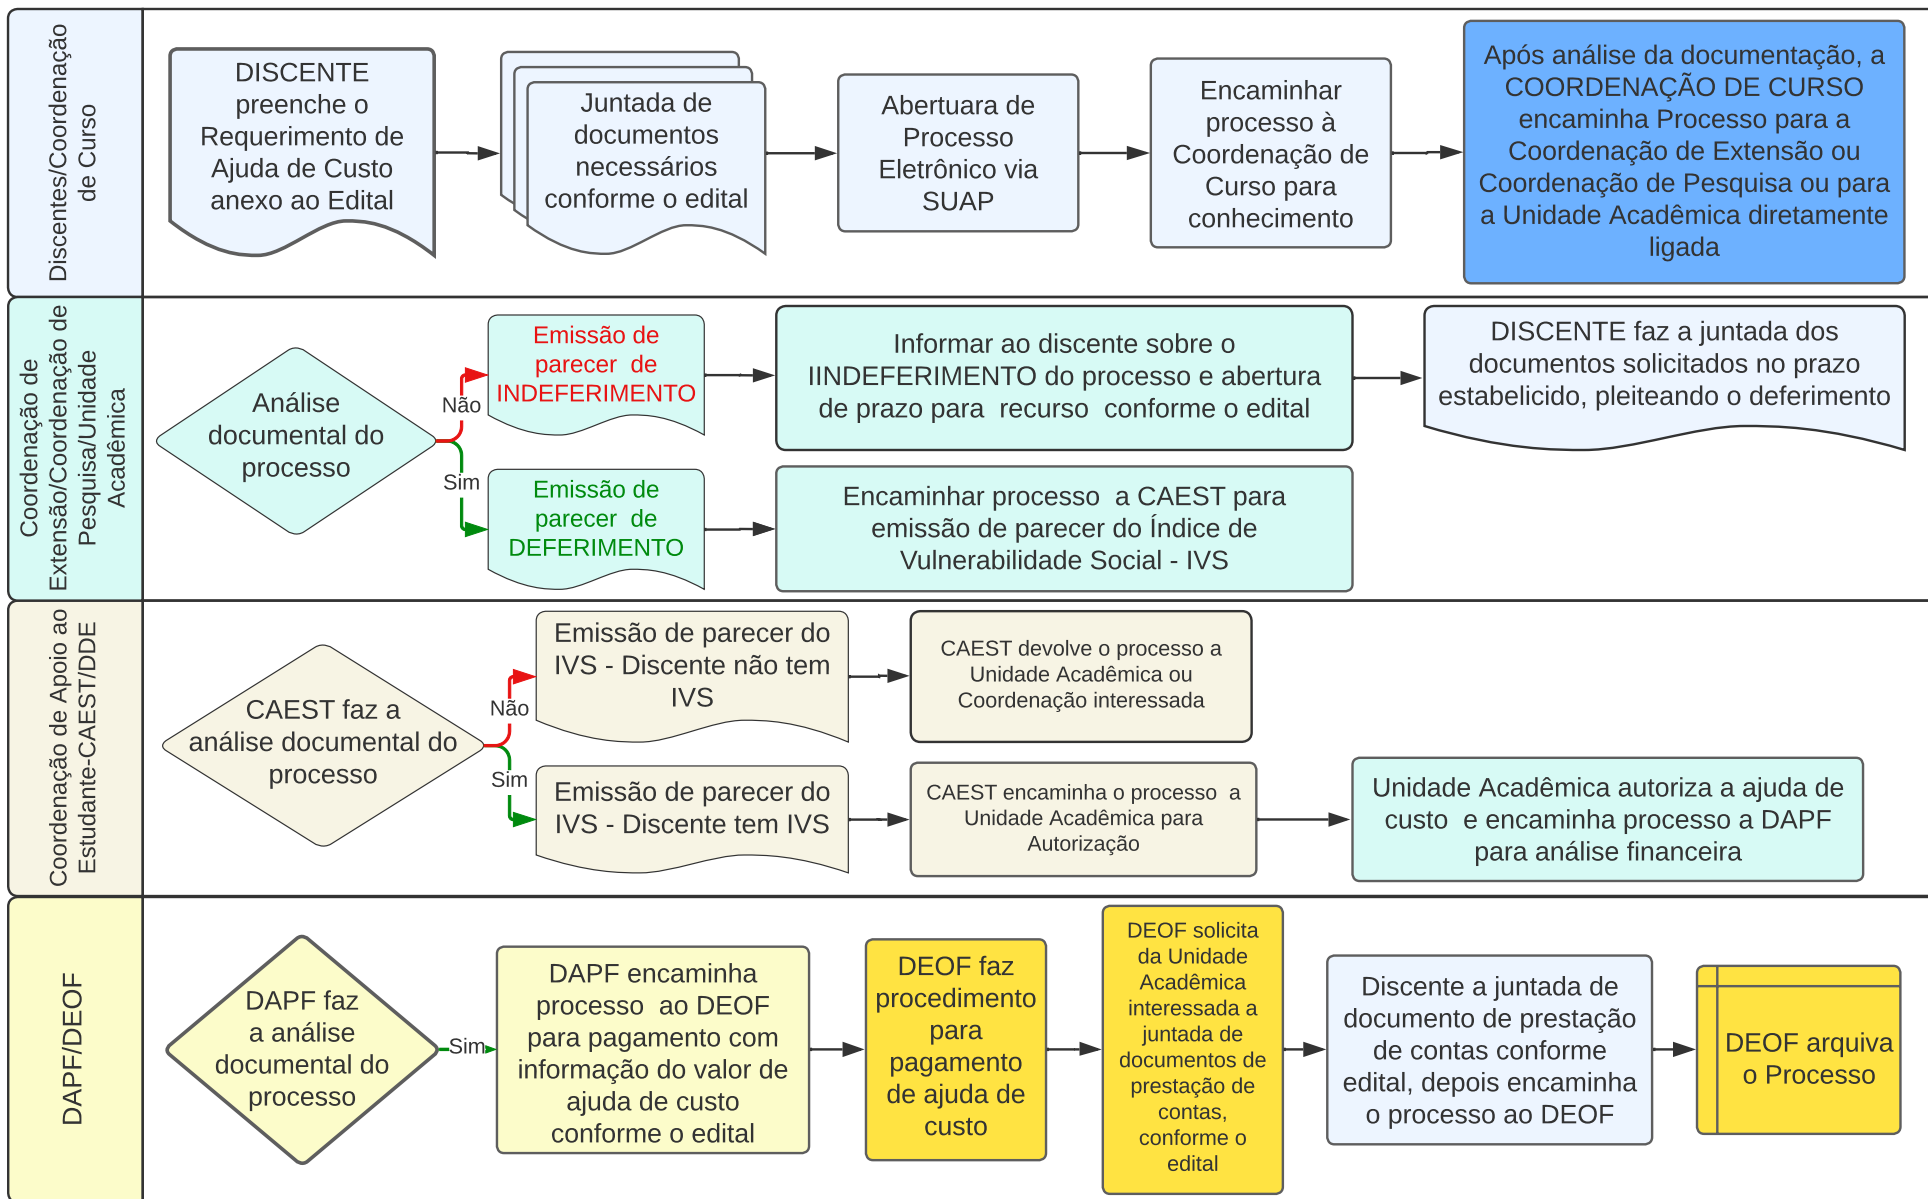 Discentes/Coordenação
de Curso
DISCENTE
preenche o
Requerimento de
Ajuda de Custo
anexo ao Edital
Juntada de
documentos
necessários
conforme o edital
Abertuara de
Processo
Eletrônico via
SUAP
Encaminhar
processo à
Coordenação de
Curso para
conhecimento
Após análise da documentação, a
COORDENAÇÃO DE CURSO
encaminha Processo para a
Coordenação de Extensão ou
Coordenação de Pesquisa ou para
a Unidade Acadêmica diretamente
ligada
Coordenação de
Extensão/Coordenação de
Pesquisa/Unidade
Acadêmica
Análise
documental do
processo
Não
Emissão de
parecer de
INDEFERIMENTO
Informar ao discente sobre o
IINDEFERIMENTO do processo e abertura
de prazo para recurso conforme o edital
DISCENTE faz a juntada dos
documentos solicitados no prazo
estabelicido, pleiteando o deferimento
Sim
Emissão de
parecer de
DEFERIMENTO
Encaminhar processo a CAEST para
emissão de parecer do Índice de
Vulnerabilidade Social - IVS
Coordenação de Apoio ao
Estudante-CAEST/DDE
CAEST faz a
análise documental do
processo
Não
Emissão de parecer do
IVS - Discente não tem
IVS
CAEST devolve o processo a
Unidade Acadêmica ou
Coordenação interessada
Sim
Emissão de parecer do
IVS - Discente tem IVS
CAEST encaminha o processo a
Unidade Acadêmica para
Autorização
Unidade Acadêmica autoriza a ajuda de
custo e encaminha processo a DAPF
para análise financeira
DAPF/DEOF
DAPF faz
a análise
documental do
processo
Sim
DAPF encaminha
processo ao DEOF
para pagamento com
informação do valor de
ajuda de custo
conforme o edital
DEOF faz
procedimento
para
pagamento
de ajuda de
custo
DEOF solicita
da Unidade
Acadêmica
interessada a
juntada de
documentos de
prestação de
contas,
conforme o
edital
Discente a juntada de
documento de prestação
de contas conforme
edital, depois encaminha
o processo ao DEOF
DEOF arquiva
o Processo